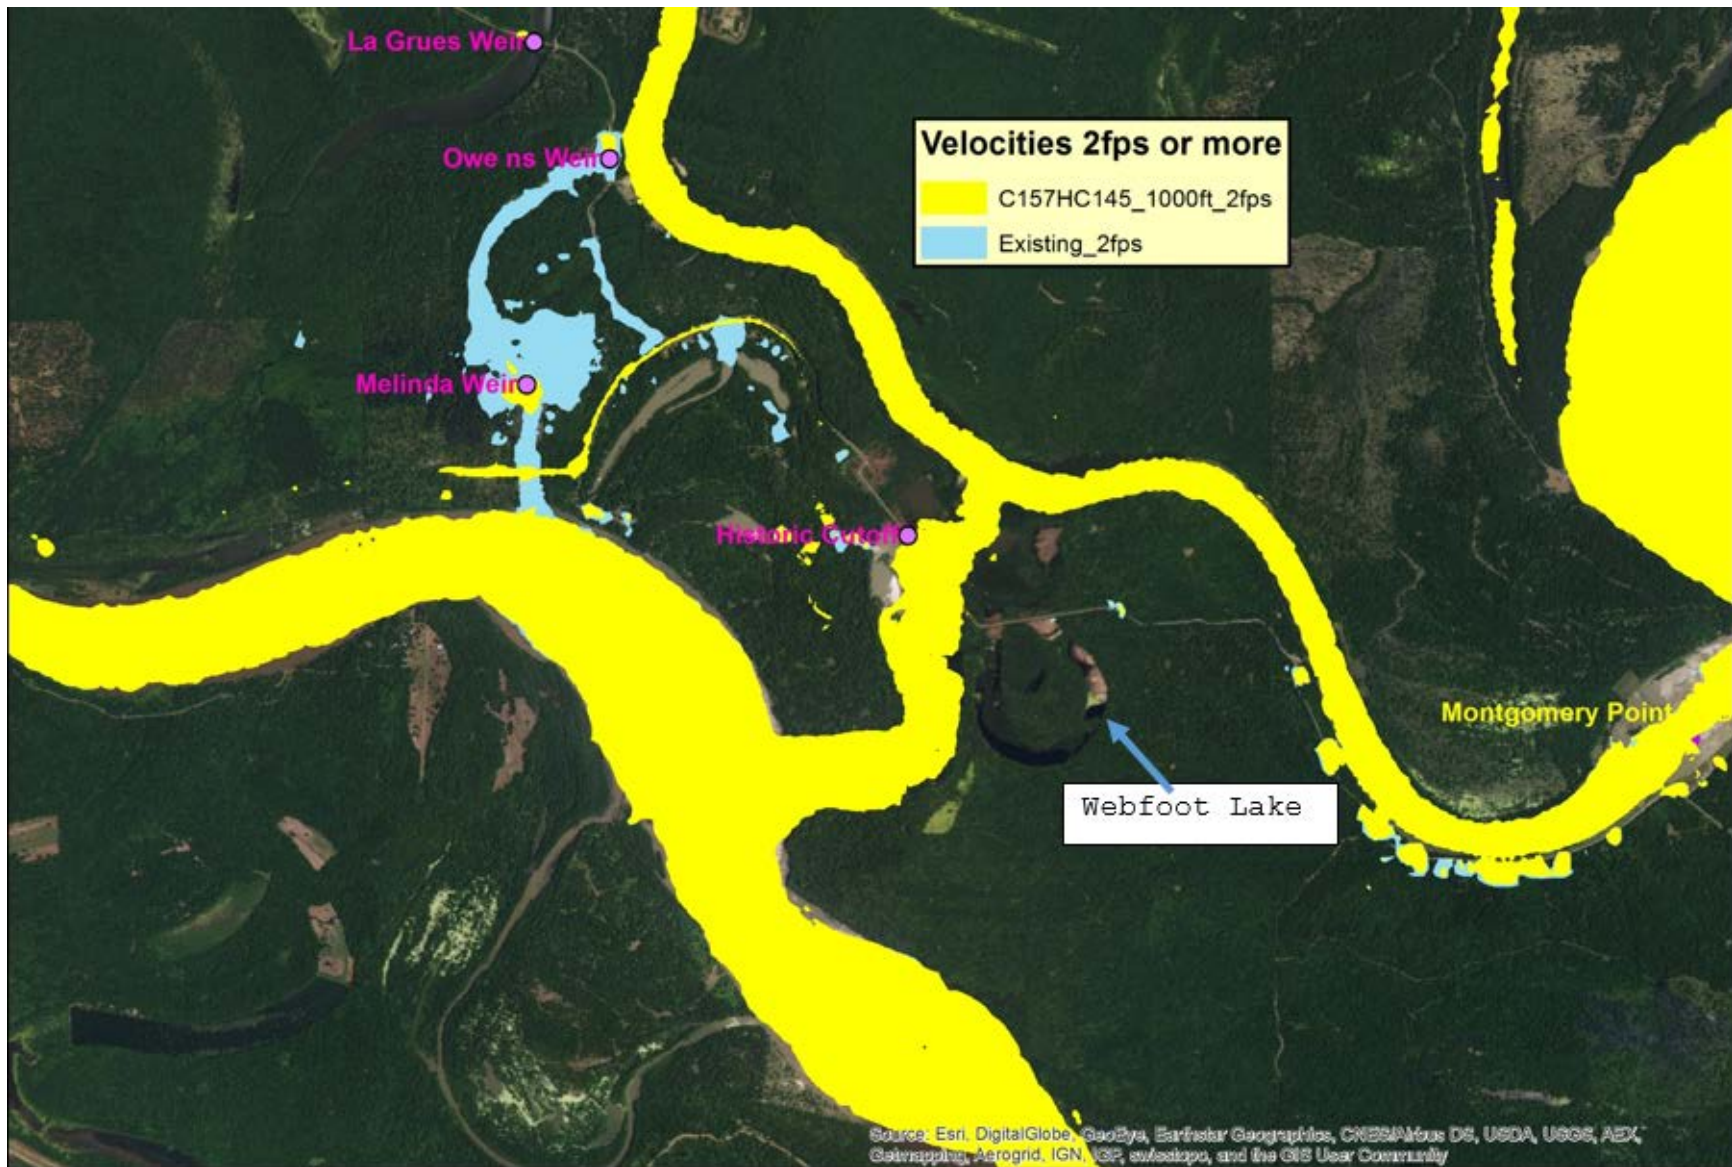 La Grues Weir
Owe ns Weir
Velocities 2fps or more
C157HC145_1000ft_2fps
Existing_2fps
Melinda Weir
Historic Cutoff
Montgomery Point
Webfoot Lake
Source: Esri, DigitalGlobe, GeoEye, Earthstar Geographics, CNES/Airbus DS, USDA, USGS, AEX,
Getmapping, Aerogrid, IGN, IGP, swisstopo, and the GIS User Community